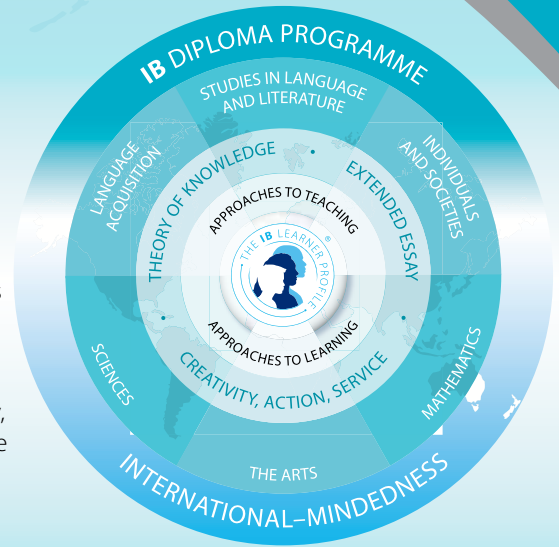 IB DIPLOMA PROGRAMME
STUDIES IN LANGUAGE
AND LITERATURE
LANGUAGE
ACQUISITION
INDIVIDUALS
AND SOCIETIES
THEORY OF KNOWLEDGE
EXTENDED ESSAY
APPROACHES TO TEACHING
THE IB LEARNER PROFILE®
APPROACHES TO LEARNING
CREATIVITY, ACTION, SERVICE
SCIENCES
MATHEMATICS
THE ARTS
INTERNATIONAL–MINDEDNESS